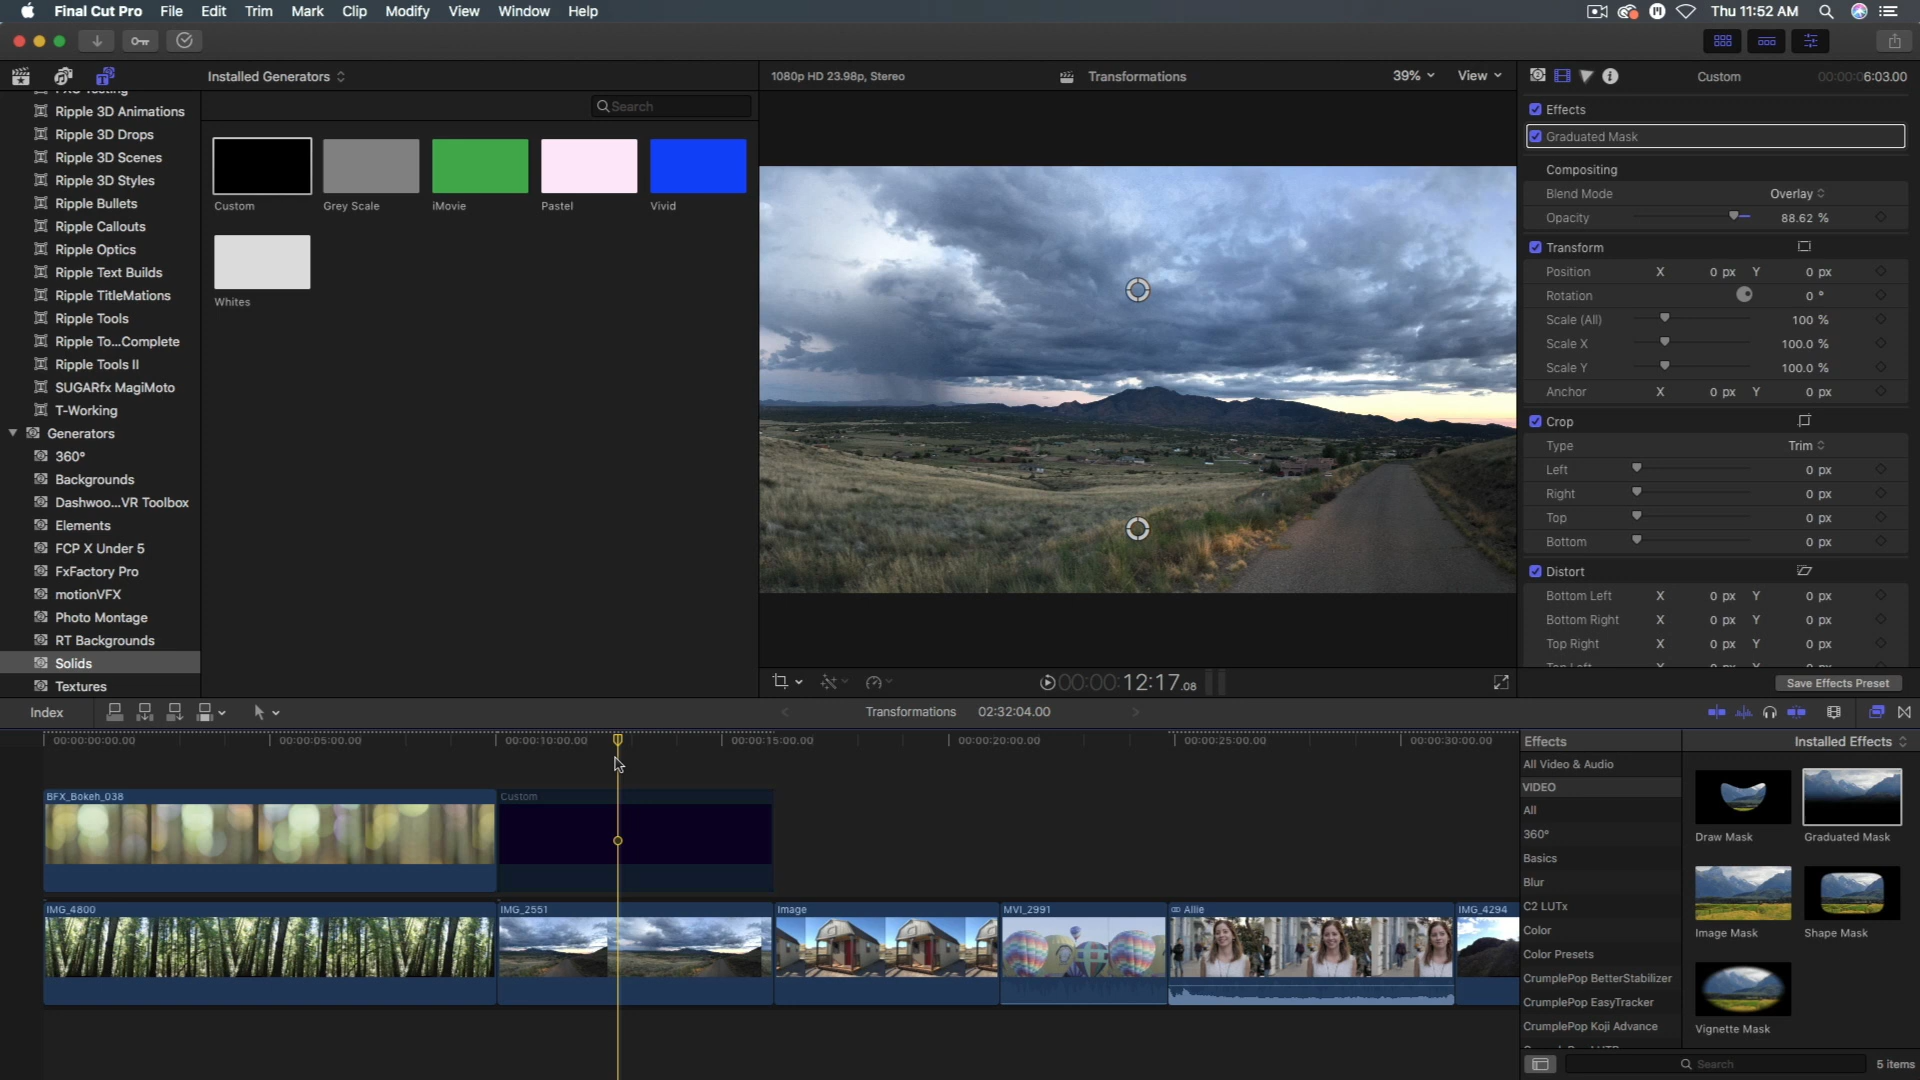 Final Cut Pro File Edit Trim Mark Clip Modify View Window Help
Thu 11:52 AM
Installed Generators
1080p HD 23.98p, Stereo
Transformations
39%
View
Custom
00:00:06:03.00
Search
Ripple 3D Animations
Ripple 3D Drops
Ripple 3D Scenes
Ripple 3D Styles
Ripple Bullets
Ripple Callouts
Ripple Optics
Ripple Text Builds
Ripple TitleMations
Ripple Tools
Ripple To...Complete
Ripple Tools II
SUGARfx MagiMoto
T-Working
Generators
360°
Backgrounds
Dashwoo...VR Toolbox
Elements
FCP X Under 5
FxFactory Pro
motionVFX
Photo Montage
RT Backgrounds
Solids
Textures
Custom
Grey Scale
iMovie
Pastel
Vivid
Whites
Effects
Graduated Mask
Compositing
Blend Mode Overlay
Opacity 88.62 %
Transform
Position X 0 px Y 0 px
Rotation 0 °
Scale (All) 100 %
Scale X 100.0 %
Scale Y 100.0 %
Anchor X 0 px Y 0 px
Crop
Type Trim
Left 0 px
Right 0 px
Top 0 px
Bottom 0 px
Distort
Bottom Left X 0 px Y 0 px
Bottom Right X 0 px Y 0 px
Top Right X 0 px Y 0 px
Save Effects Preset
00:00:12:17.08
Index
Transformations 02:32:04.00
00:00:00:00.00
00:00:05:00.00
00:00:10:00.00
00:00:15:00.00
00:00:20:00.00
00:00:25:00.00
00:00:30:00.00
BFX_Bokeh_038
Custom
IMG_4800
IMG_2551
Image
MVI_2991
Allie
IMG_4294
Effects
Installed Effects
All Video & Audio
VIDEO
All
360°
Basics
Blur
C2 LUTx
Color
Color Presets
CrumplePop BetterStabilizer
CrumplePop EasyTracker
CrumplePop Koji Advance
Draw Mask
Graduated Mask
Image Mask
Shape Mask
Vignette Mask
Search
5 items